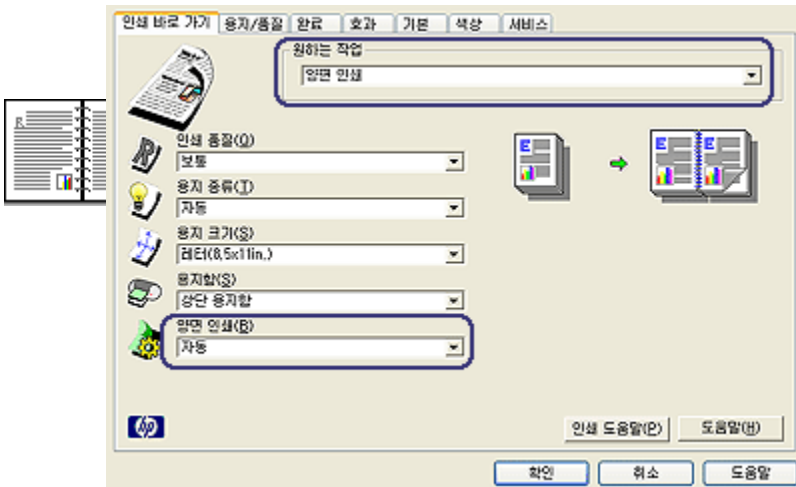 인쇄 바로 가기 용지/품질 완료 효과 기본 색상 서비스
원하는 작업
양면 인쇄
인쇄 품질(Q)
보통
용지 종류(T)
자동
용지 크기(S)
레터(8,5x11in.)
용지함(S)
상단 용지함
양면 인쇄(B)
자동
hp
인쇄 도움말(P) 도움말(H)
확인 취소 도움말
R
E
E E